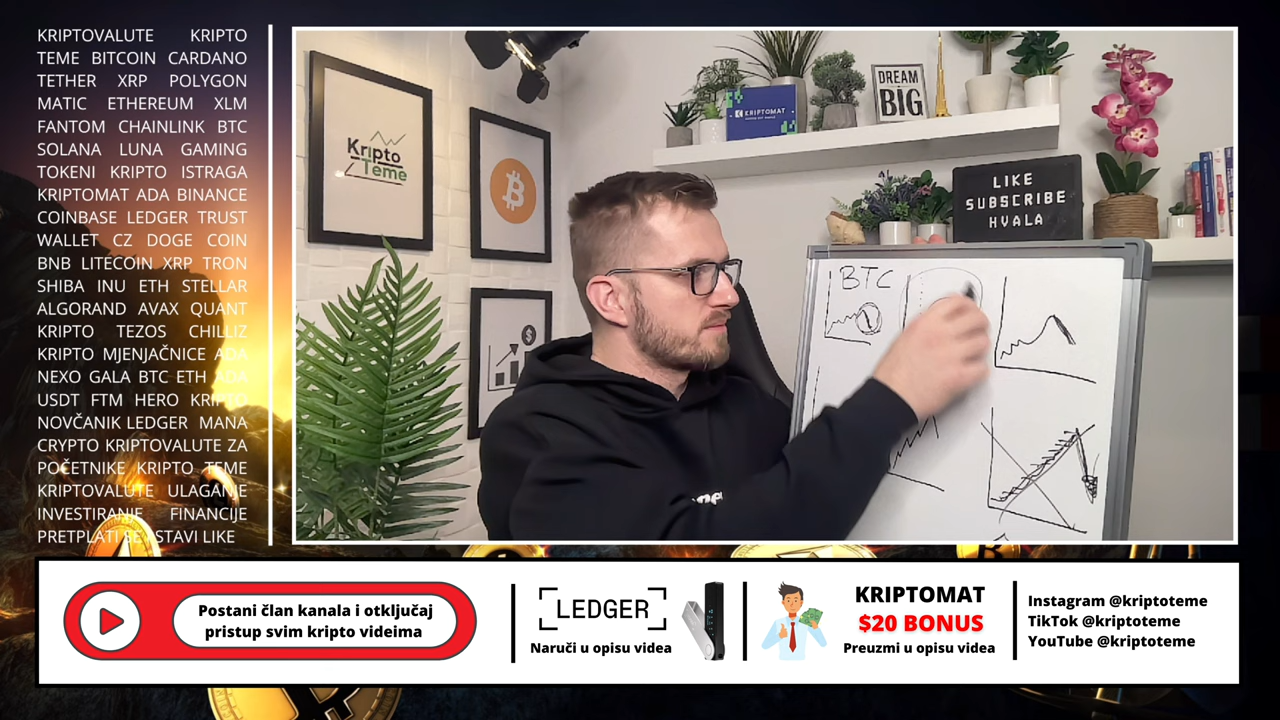 KRIPTOVALUTE KRIPTO
TEME BITCOIN CARDANO
TETHER XRP POLYGON
MATIC ETHEREUM XLM
FANTOM CHAINLINK BTC
SOLANA LUNA GAMING
TOKENI KRIPTO ISTRAGA
KRIPTOMAT ADA BINANCE
COINBASE LEDGER TRUST
WALLET CZ DOGE COIN
BNB LITECOIN XRP TRON
SHIBA INU ETH STELLAR
ALGORAND AVAX QUANT
KRIPTO TEZOS CHILLIZ
KRIPTO MJENJAČNICE ADA
NEXO GALA BTC ETH ADA
USDT FTM HERO KRIPTO
NOVČANIK LEDGER MANA
CRYPTO KRIPTOVALUTE ZA
POČETNIKE KRIPTO TEME
KRIPTOVALUTE ULAGANJE
INVESTIRANJE FINANCIJE
PRETPLATI SE I STAVI LIKE
Kripto
Teme
KRIPTOMAT
DREAM
BIG
LIKE
SUBSCRIBE
HVALA
BTC
Postani član kanala i otključaj
pristup svim kripto videima
LEDGER
Naruči u opisu videa
KRIPTOMAT
$20 BONUS
Preuzmi u opisu videa
Instagram @kriptoteme
TikTok @kriptoteme
YouTube @kriptoteme